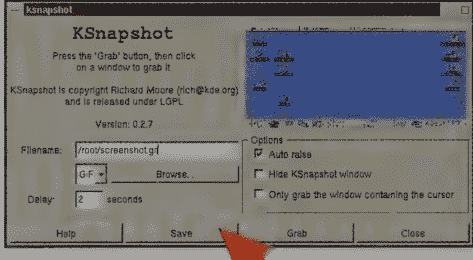 ksnapshot
KSnapshot
Press the 'Grab' button, then click
on a window to grab it
KSnapshot is copyright Richard Moore (rich@kde.org)
and is released under LGPL
Version: 0.2.7
Filename: /root/screenshot.gif
GIF Browse..
Delay: 2 seconds
Options
Auto raise
Hide KSnapshot window
Only grab the window containing the cursor
Help Save Grab Close